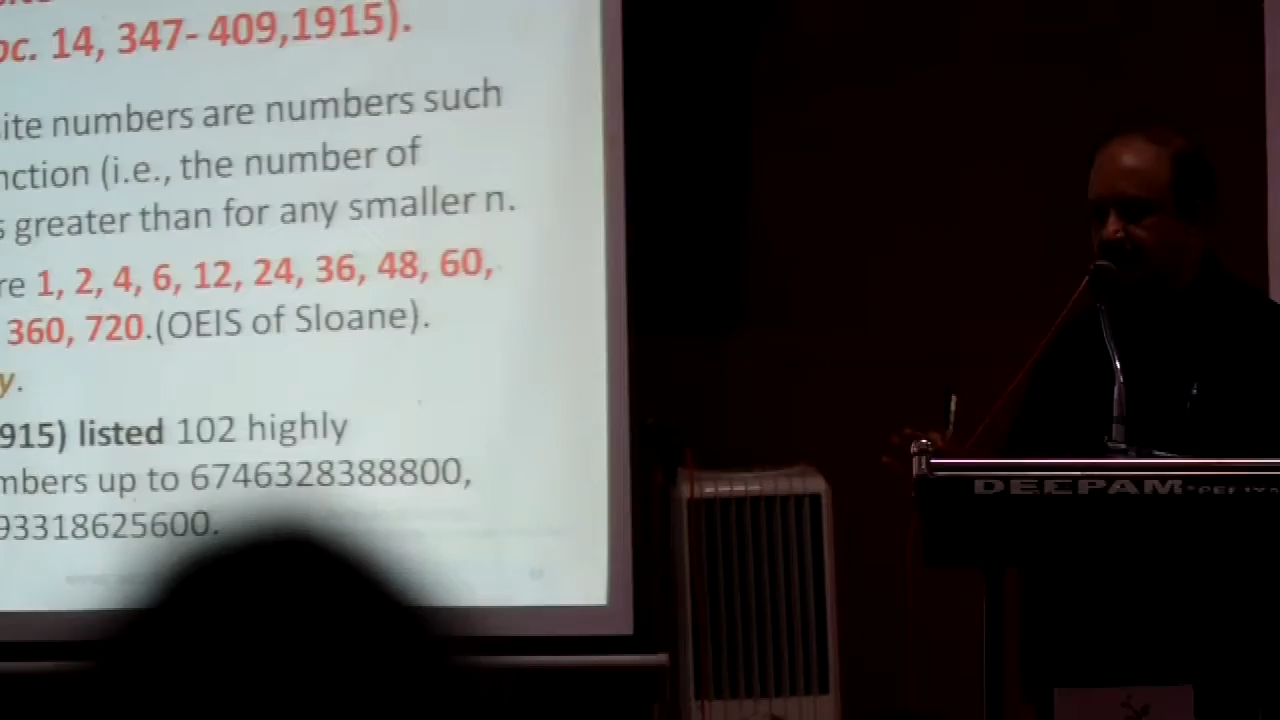 oc. 14, 347- 409,1915).
site numbers are numbers such
nction (i.e., the number of
s greater than for any smaller n.
re 1, 2, 4, 6, 12, 24, 36, 48, 60,
360, 720.(OEIS of Sloane).
y.
915) listed 102 highly
mbers up to 6746328388800,
93318625600.
DEEPAM